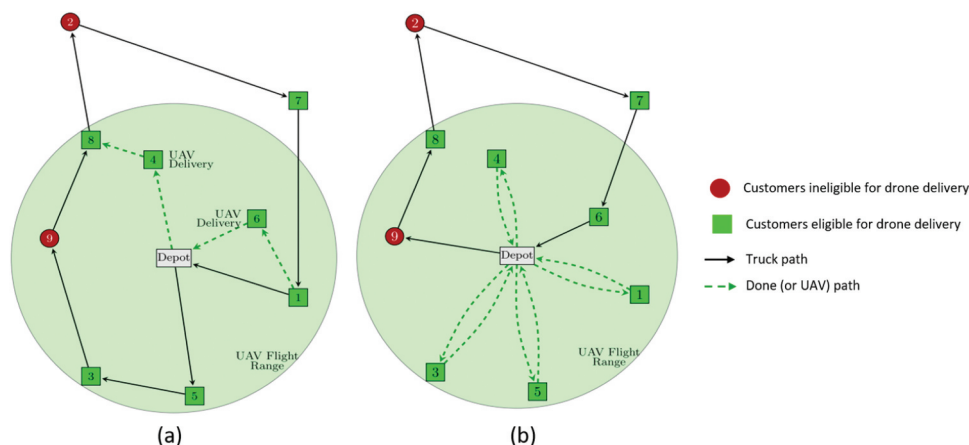 2
7
8
4
UAV
Delivery
UAV
Delivery
6
9
Depot
1
UAV Flight
Range
3
5
(a)
2
7
8
4
6
9
Depot
1
UAV Flight
Range
3
5
(b)
Customers ineligible for drone delivery
Customers eligible for drone delivery
Truck path
Done (or UAV) path